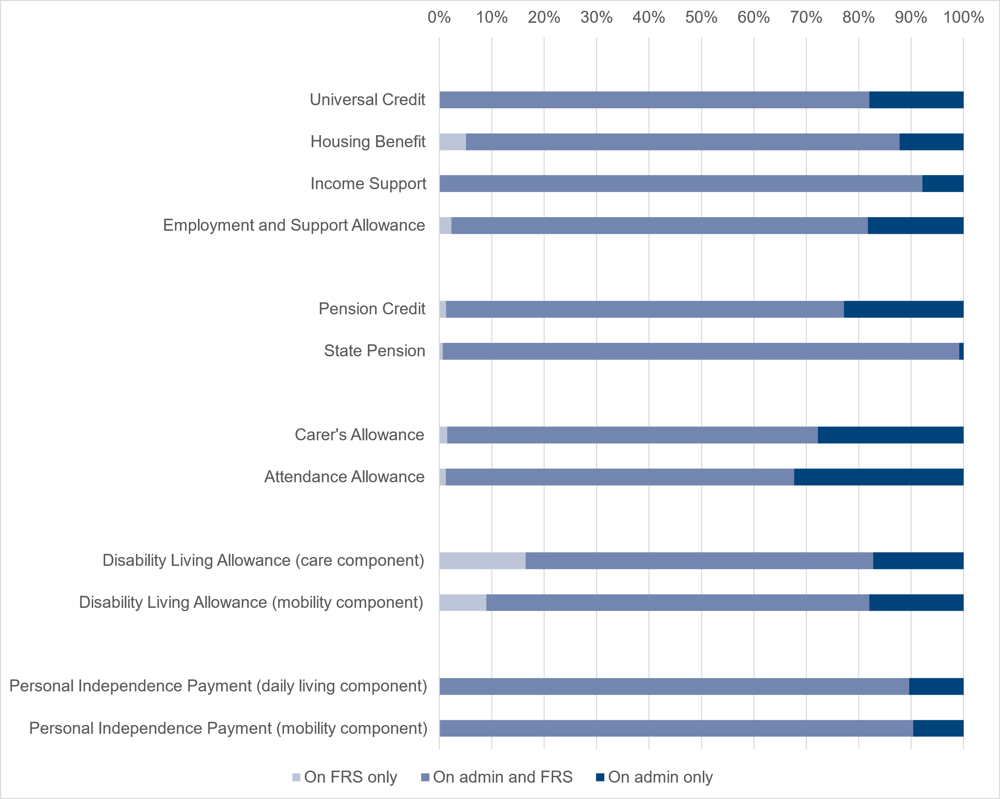 0% 10% 20% 30% 40% 50% 60% 70% 80% 90% 100%
Universal Credit
Housing Benefit
Income Support
Employment and Support Allowance
Pension Credit
State Pension
Carer's Allowance
Attendance Allowance
Disability Living Allowance (care component)
Disability Living Allowance (mobility component)
Personal Independence Payment (daily living component)
Personal Independence Payment (mobility component)
On FRS only On admin and FRS On admin only